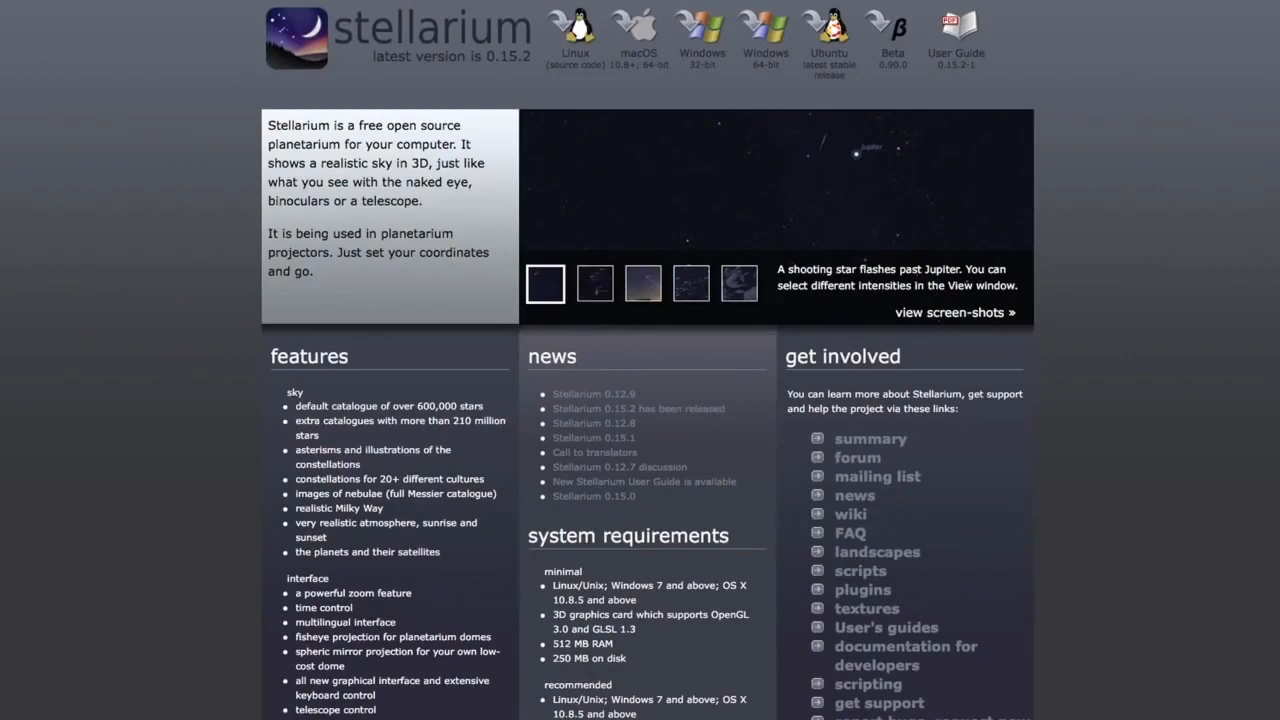 stellarium
latest version is 0.15.2
Linux
(source code)
macOS
10.8+; 64-bit
Windows
32-bit
Windows
64-bit
Ubuntu
latest stable
release
β
Beta
0.90.0
PDF
User Guide
0.15.2-1
Stellarium is a free open source
planetarium for your computer. It
shows a realistic sky in 3D, just like
what you see with the naked eye,
binoculars or a telescope.
It is being used in planetarium
projectors. Just set your coordinates
and go.
Jupiter
A shooting star flashes past Jupiter. You can
select different intensities in the View window.
view screen-shots »
features
sky
default catalogue of over 600,000 stars
extra catalogues with more than 210 million
stars
asterisms and illustrations of the
constellations
constellations for 20+ different cultures
images of nebulae (full Messier catalogue)
realistic Milky Way
very realistic atmosphere, sunrise and
sunset
the planets and their satellites
interface
a powerful zoom feature
time control
multilingual interface
fisheye projection for planetarium domes
spheric mirror projection for your own low-
cost dome
all new graphical interface and extensive
keyboard control
telescope control
news
Stellarium 0.12.9
Stellarium 0.15.2 has been released
Stellarium 0.12.8
Stellarium 0.15.1
Call to translators
Stellarium 0.12.7 discussion
New Stellarium User Guide is available
Stellarium 0.15.0
system requirements
minimal
Linux/Unix; Windows 7 and above; OS X
10.8.5 and above
3D graphics card which supports OpenGL
3.0 and GLSL 1.3
512 MB RAM
250 MB on disk
recommended
Linux/Unix; Windows 7 and above; OS X
10.8.5 and above
get involved
You can learn more about Stellarium, get support
and help the project via these links:
summary
forum
mailing list
news
wiki
FAQ
landscapes
scripts
plugins
textures
User's guides
documentation for
developers
scripting
get support
report bugs, request new